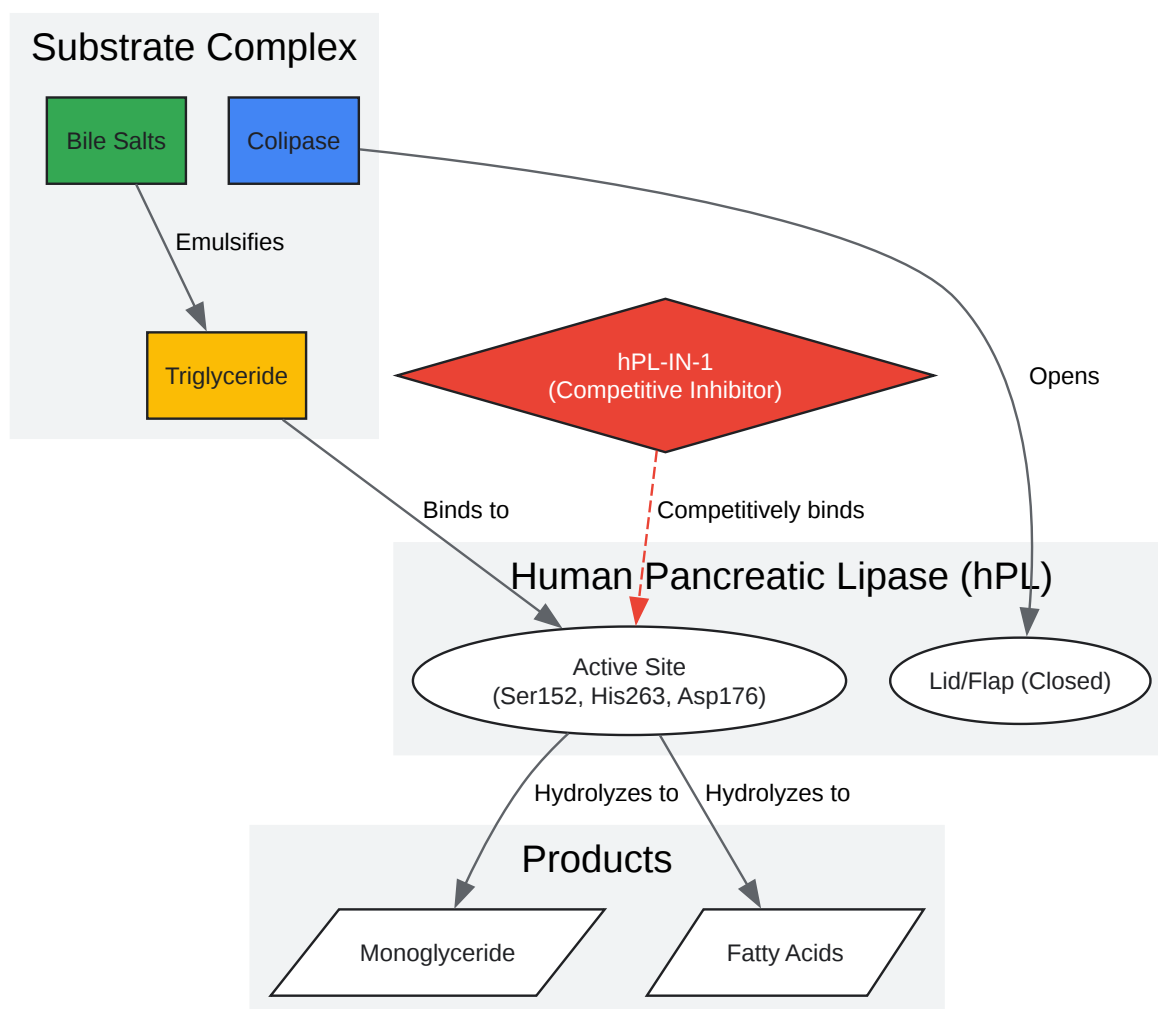 Substrate Complex
Bile Salts
Colipase
Emulsifies
Triglyceride
hPL-IN-1
(Competitive Inhibitor)
Opens
Binds to
Competitively binds
Human Pancreatic Lipase (hPL)
Active Site
(Ser152, His263, Asp176)
Lid/Flap (Closed)
Hydrolyzes to
Hydrolyzes to
Products
Monoglyceride
Fatty Acids